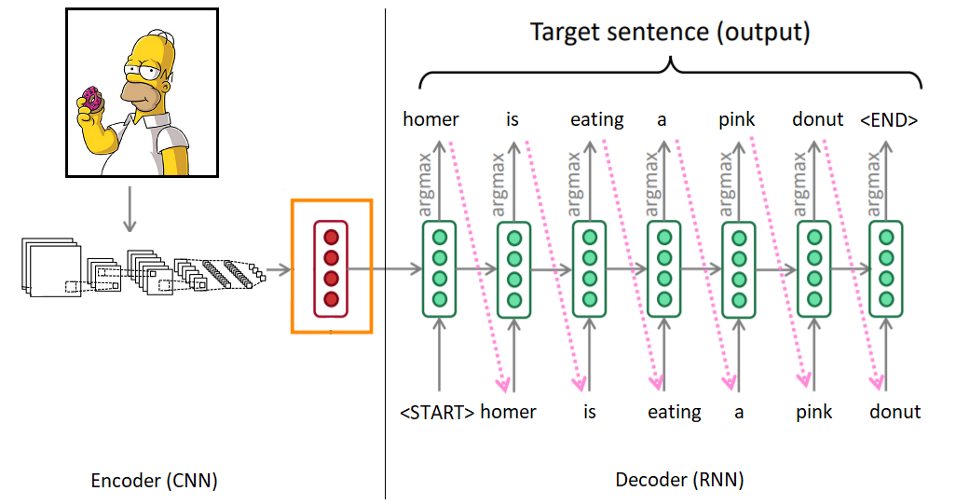 Target sentence (output)
homer is eating a pink donut <END>
argmax argmax argmax argmax argmax argmax argmax
<START> homer is eating a pink donut
Encoder (CNN)
Decoder (RNN)